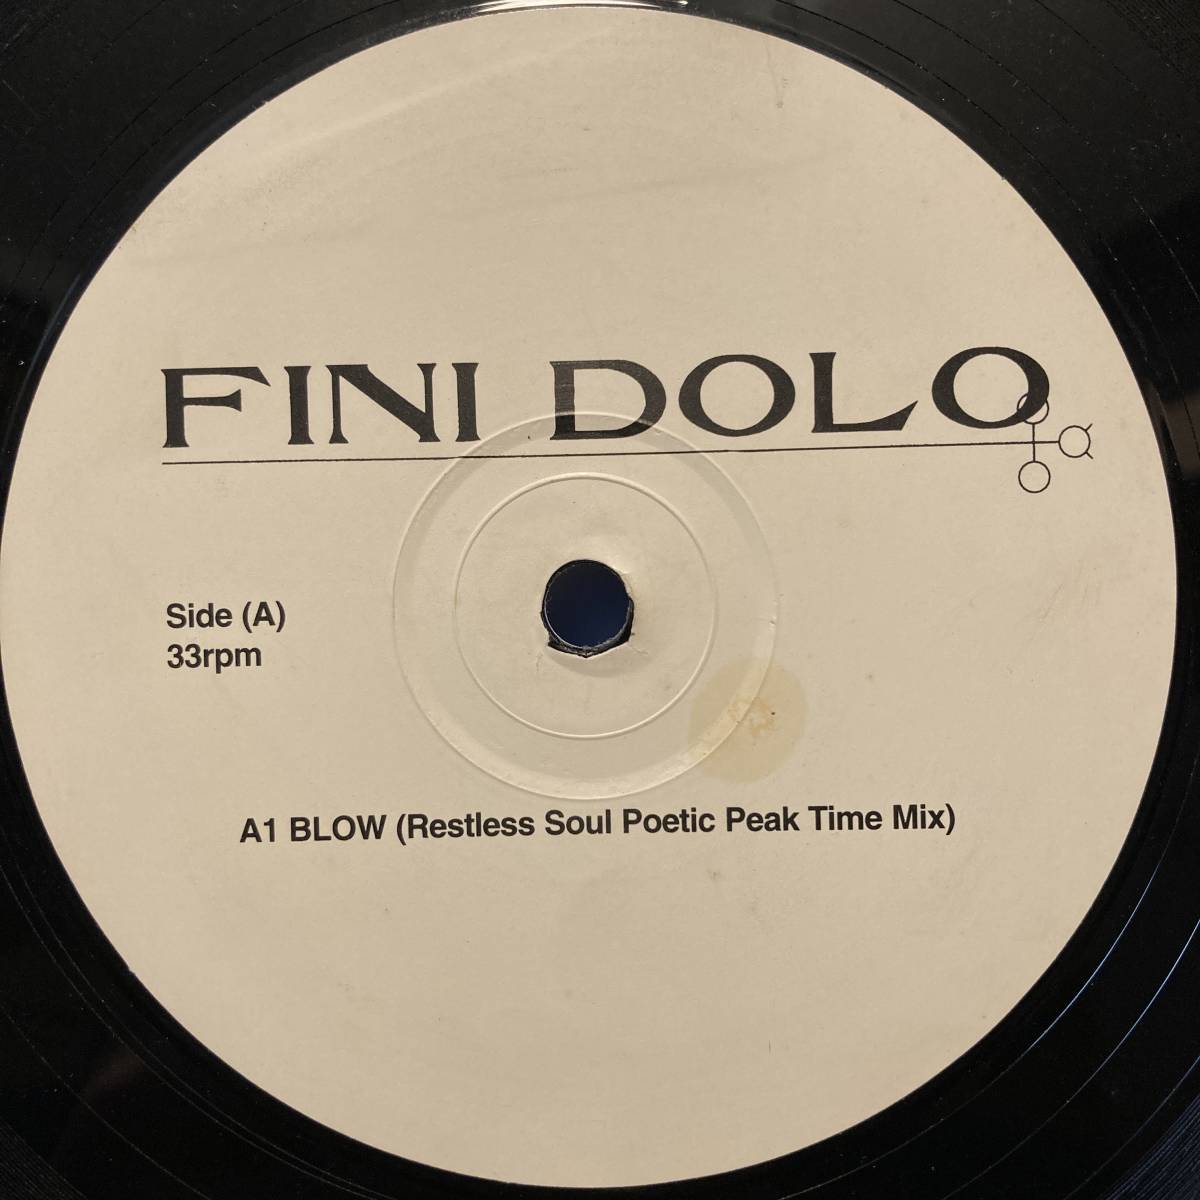 FINI DOLO
Side (A)
33rpm
A1 BLOW (Restless Soul Poetic Peak Time Mix)